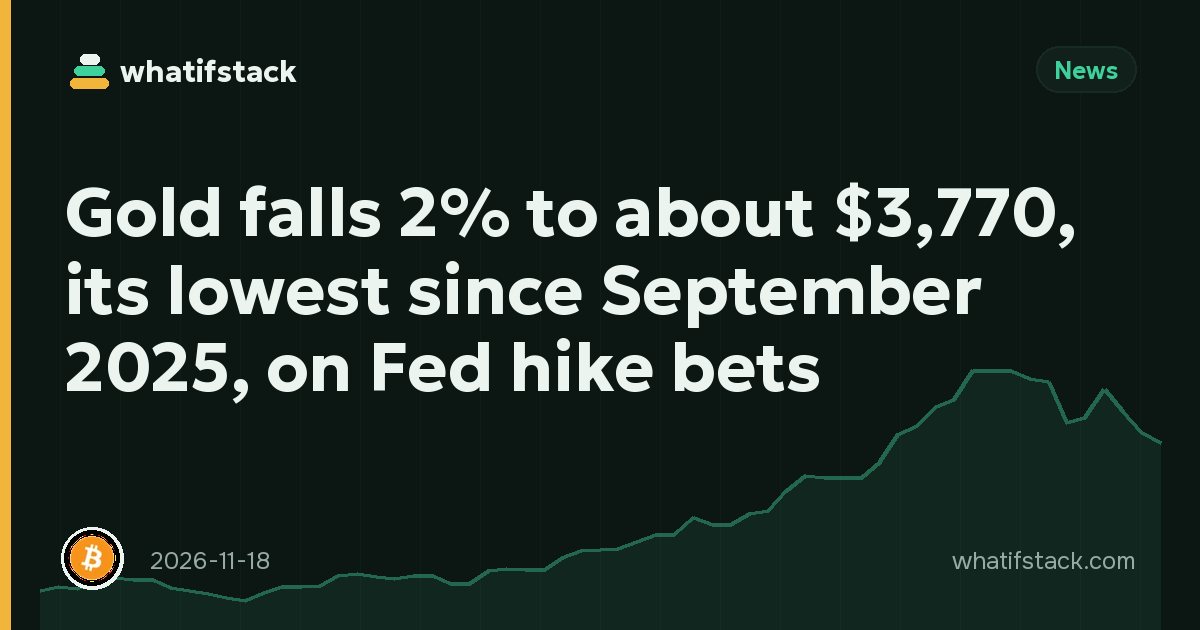 whatifstack
News
Gold falls 2% to about $3,770,
its lowest since September
2025, on Fed hike bets
2026-11-18
whatifstack.com